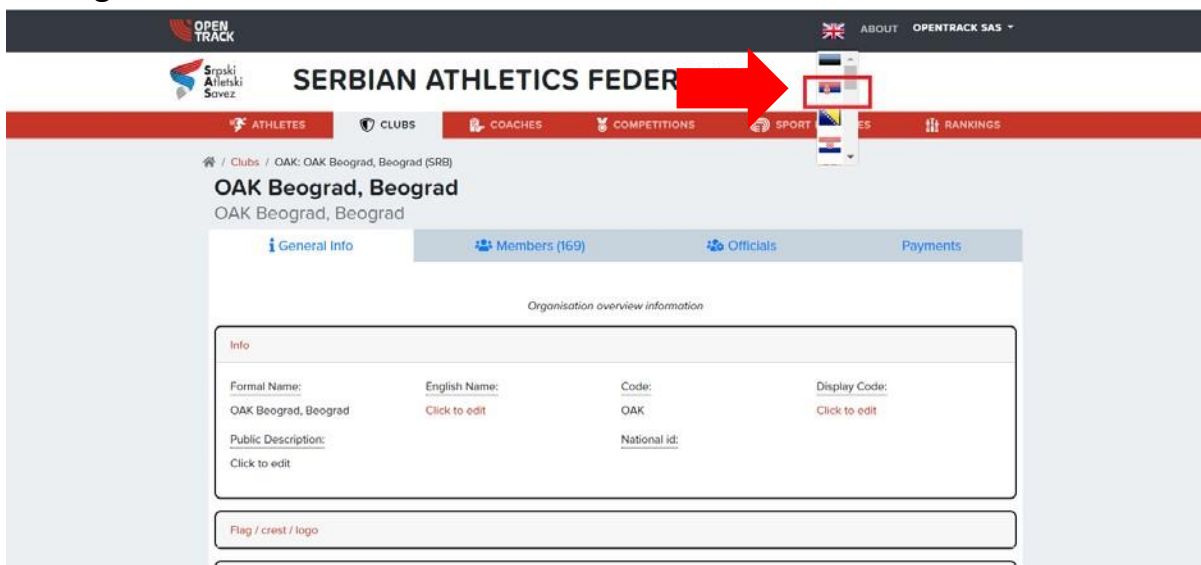 OPEN
TRACK
ABOUT OPENTRACK SAS
Srpski
Atletski
Savez
SERBIAN ATHLETICS FEDER
ATHLETES CLUBS COACHES COMPETITIONS SPORT ES RANKINGS
/ Clubs / OAK: OAK Beograd, Beograd (SRB)
OAK Beograd, Beograd
OAK Beograd, Beograd
General Info Members (169) Officials Payments
Organisation overview information
Info
Formal Name: English Name: Code: Display Code:
OAK Beograd, Beograd Click to edit OAK Click to edit
Public Description: National id:
Click to edit
Flag / crest / logo